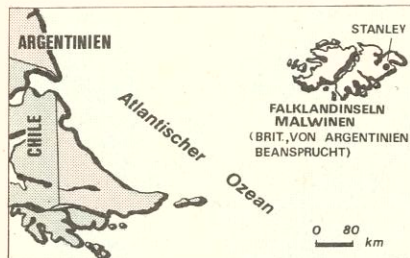 ARGENTINIEN
CHILE
Atlantischer
Ozean
STANLEY
FALKLANDINSELN
MALWINEN
(BRIT.,VON ARGENTINIEN
BEANSPRUCHT)
0 80
km